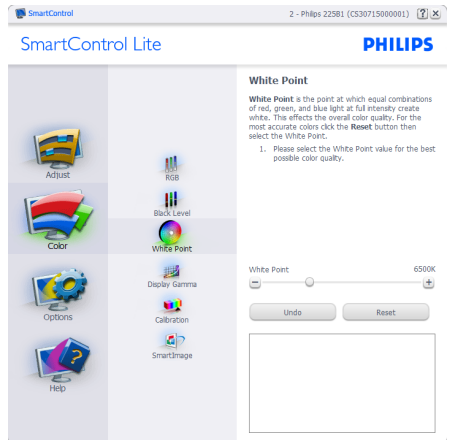 SmartControl
2 - Philips 225B1 (CS30715000001) ? X
SmartControl Lite
PHILIPS
Adjust
Color
Options
Help
RGB
Black Level
White Point
Display Gamma
Calibration
SmartImage
White Point
White Point is the point at which equal combinations
of red, green, and blue light at full intensity create
white. This effects the overall color quality. For the
most accurate colors click the Reset button then
select the White Point.
1. Please select the White Point value for the best
possible color quality.
White Point 6500K
Undo Reset